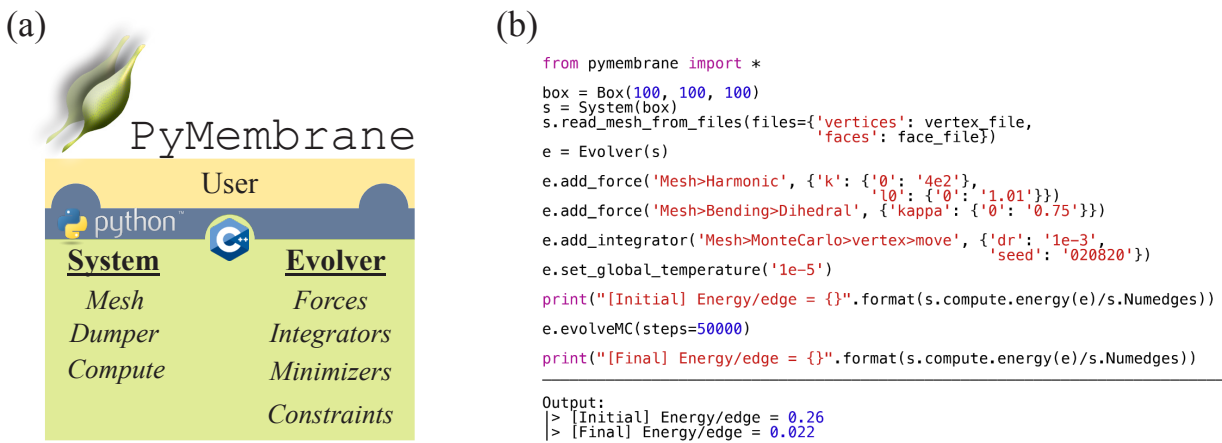 (a)
PyMembrane
User
python™
C++
System
Mesh
Dumper
Compute
Evolver
Forces
Integrators
Minimizers
Constraints
(b)
from pymembrane import *
box = Box(100, 100, 100)
s = System(box)
s.read_mesh_from_files(files={'vertices': vertex_file,
'faces': face_file})
e = Evolver(s)
e.add_force('Mesh>Harmonic', {'k': {'0': '4e2'},
'l0': {'0': '1.01'}})
e.add_force('Mesh>Bending>Dihedral', {'kappa': {'0': '0.75'}})
e.add_integrator('Mesh>MonteCarlo>vertex>move', {'dr': '1e-3',
'seed': '020820'})
e.set_global_temperature('1e-5')
print("[Initial] Energy/edge = {}".format(s.compute.energy(e)/s.Numedges))
e.evolveMC(steps=50000)
print("[Final] Energy/edge = {}".format(s.compute.energy(e)/s.Numedges))
Output:
|> [Initial] Energy/edge = 0.26
|> [Final] Energy/edge = 0.022